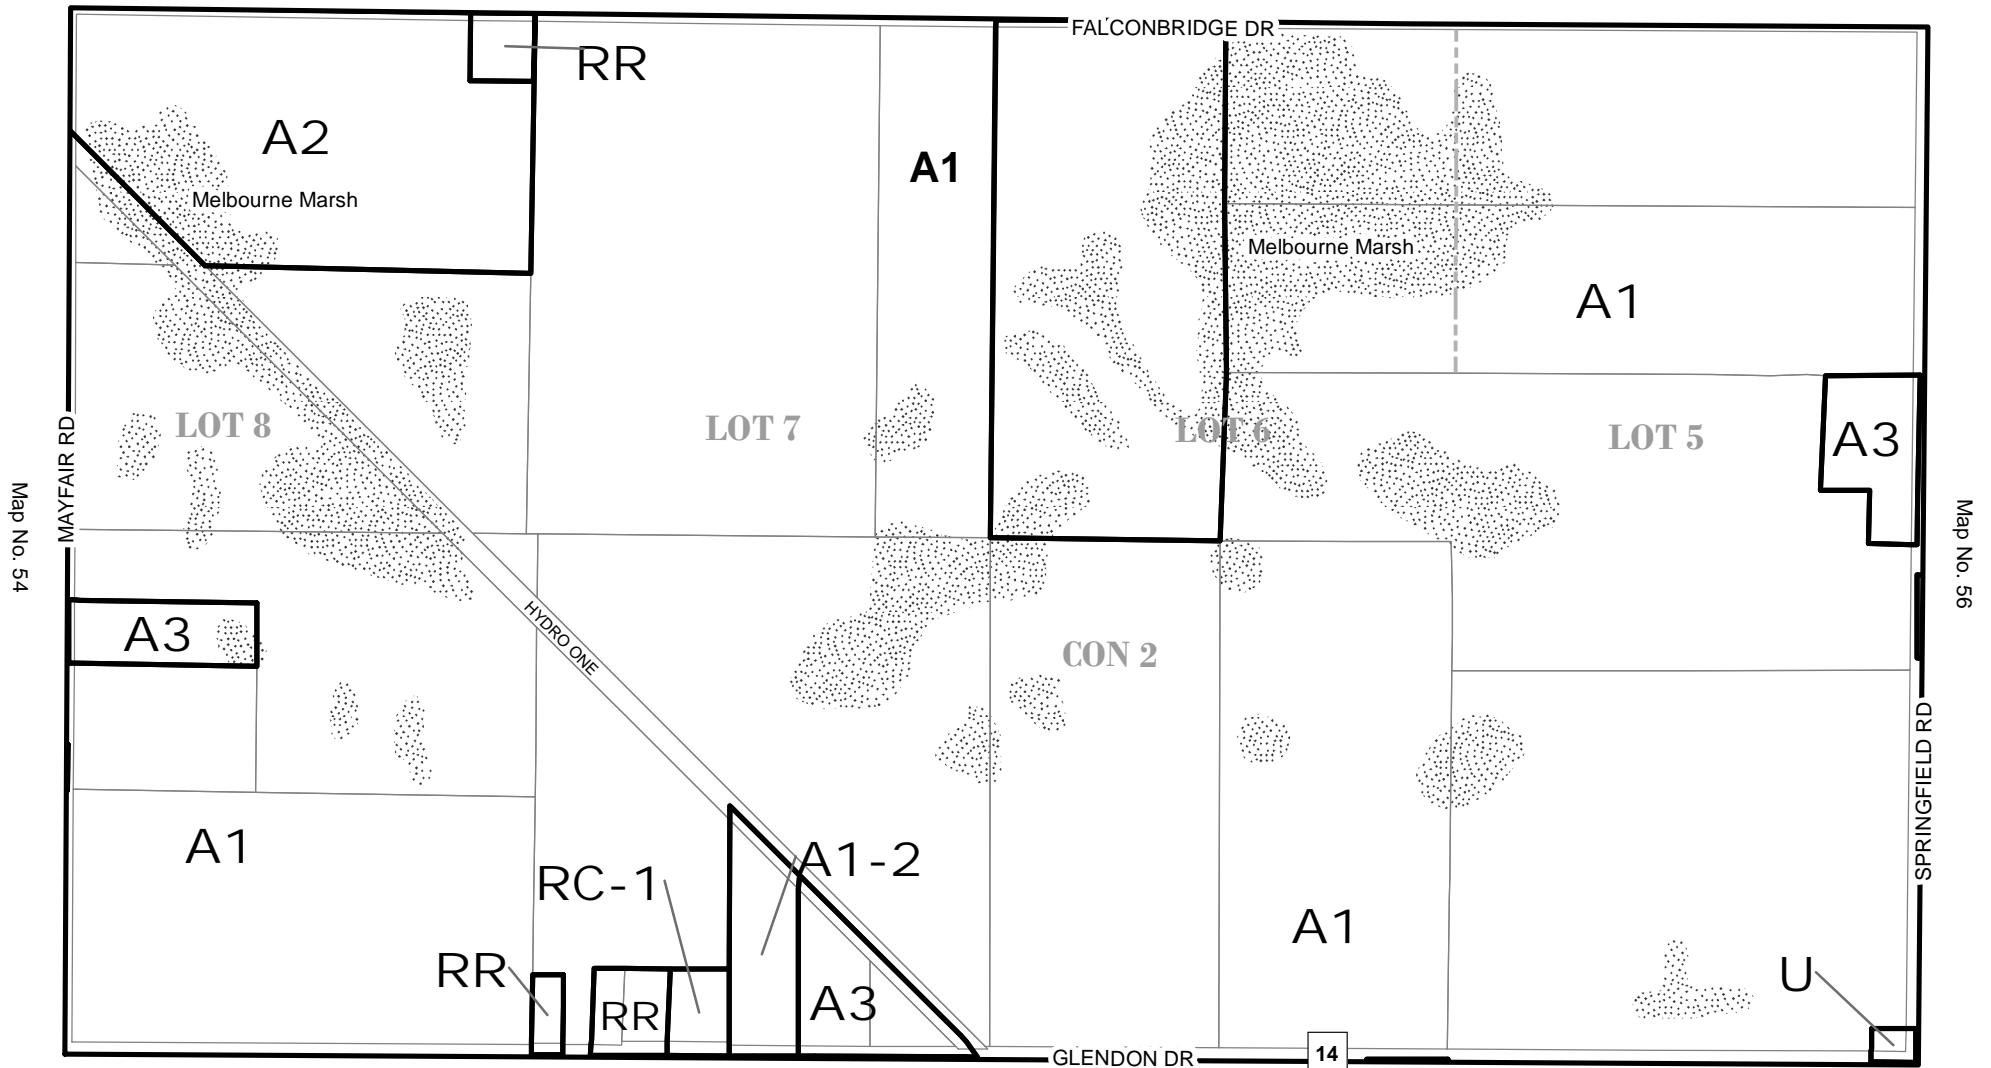 FALCONBRIDGE DR
RR
A2
A1
Melbourne Marsh
Melbourne Marsh
A1
LOT 8
LOT 7
LOT 6
LOT 5
A3
MAYFAIR RD
Map No. 54
Map No. 56
A3
HYDRO ONE
CON 2
SPRINGFIELD RD
A1
A1-2
RC-1
A1
RR
RR
A3
U
GLENDON DR
14